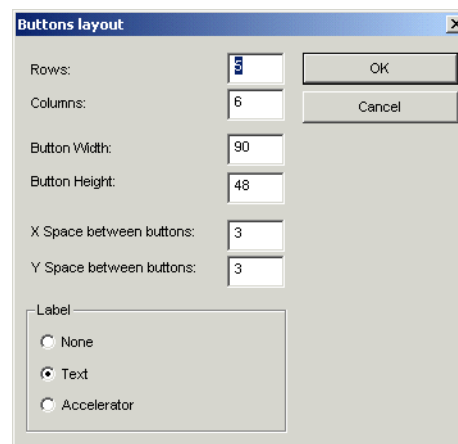 Buttons layout
Rows: 5
OK
Columns: 6
Cancel
Button Width: 90
Button Height: 48
X Space between buttons: 3
Y Space between buttons: 3
Label
None
Text
Accelerator